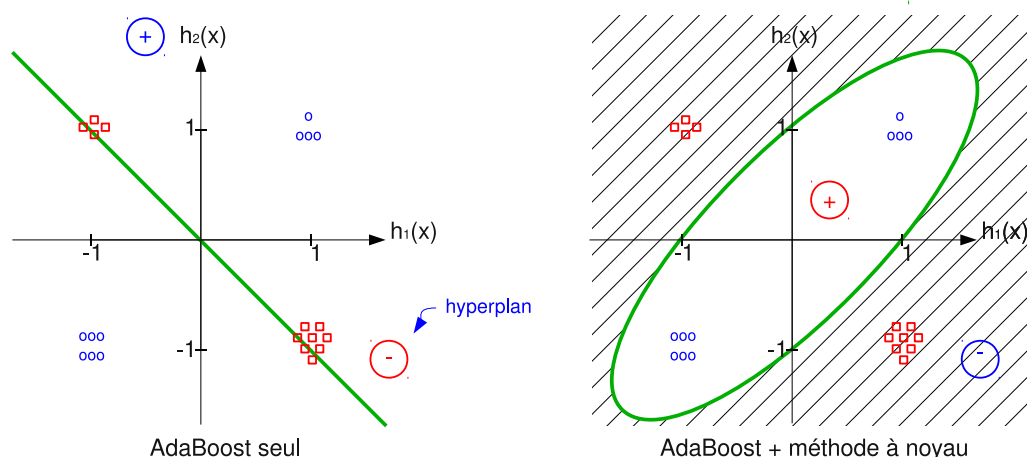 +
h₂(x)
1
-1
1
h₁(x)
hyperplan
-1
-
AdaBoost seul
h₂(x)
1
+
-1
1
h₁(x)
-1
-
AdaBoost + méthode à noyau